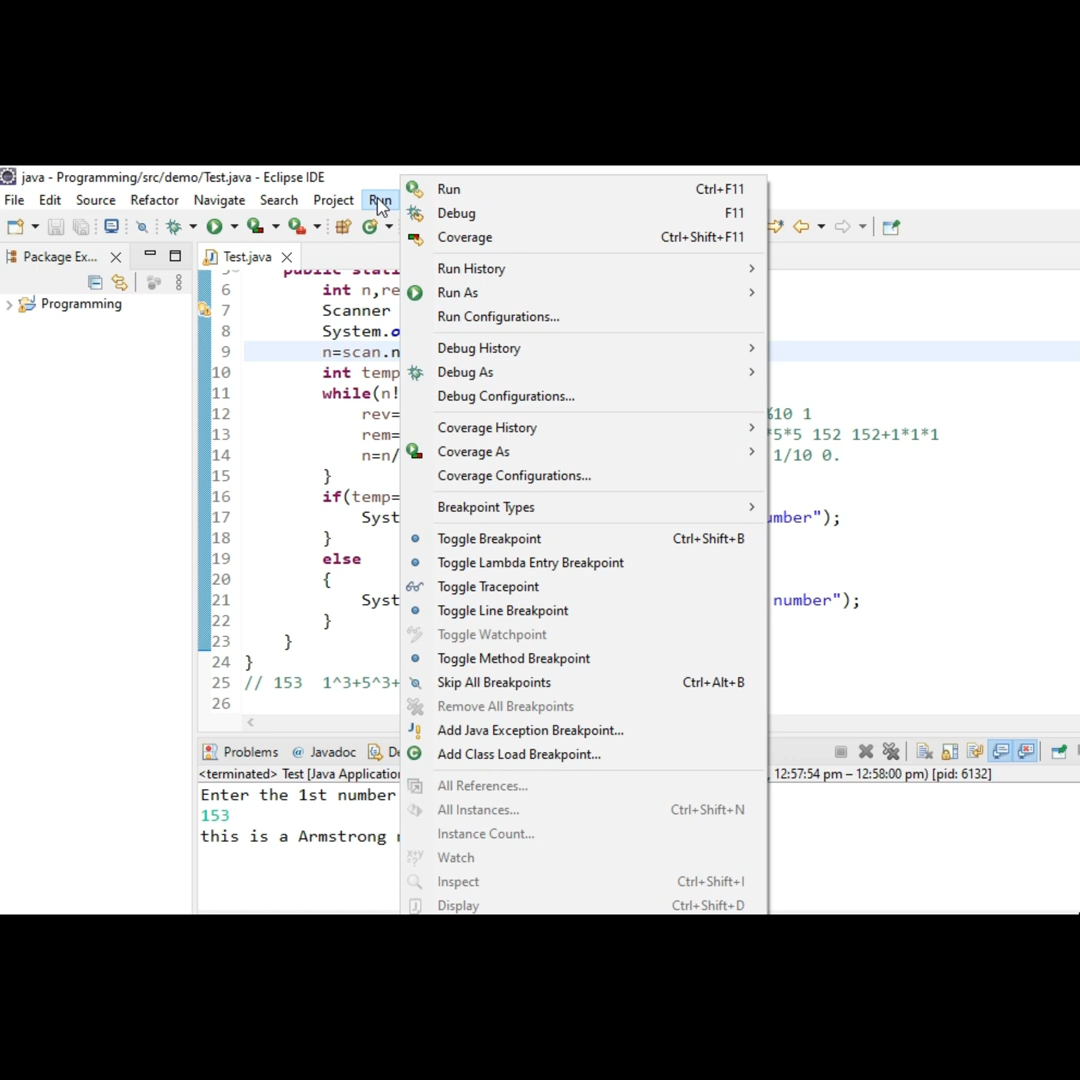 java - Programming/src/demo/Test.java - Eclipse IDE
File Edit Source Refactor Navigate Search Project Run
Package Ex...
Test.java
Programming
Run Ctrl+F11
Debug F11
Coverage Ctrl+Shift+F11
Run History
Run As
Run Configurations...
Debug History
Debug As
Debug Configurations...
Coverage History
Coverage As
Coverage Configurations...
Breakpoint Types
Toggle Breakpoint Ctrl+Shift+B
Toggle Lambda Entry Breakpoint
Toggle Tracepoint
Toggle Line Breakpoint
Toggle Watchpoint
Toggle Method Breakpoint
Skip All Breakpoints Ctrl+Alt+B
Remove All Breakpoints
Add Java Exception Breakpoint...
Add Class Load Breakpoint...
All References...
All Instances... Ctrl+Shift+N
Instance Count...
Watch
Inspect Ctrl+Shift+I
Display Ctrl+Shift+D
public stati
6 int n,re
7 Scanner
8 System.o
9 n=scan.n
10 int temp
11 while(n!
12 rev= %10 1
13 rem= *5*5 152 152+1*1*1
14 n=n/ 1/10 0.
15 }
16 if(temp=
17 Syst umber");
18 }
19 else
20 {
21 Syst number");
22 }
23 }
24 }
25 // 153 1^3+5^3+
26
Problems @ Javadoc De
<terminated> Test [Java Application , 12:57:54 pm – 12:58:00 pm) [pid: 6132]
Enter the 1st number
153
this is a Armstrong